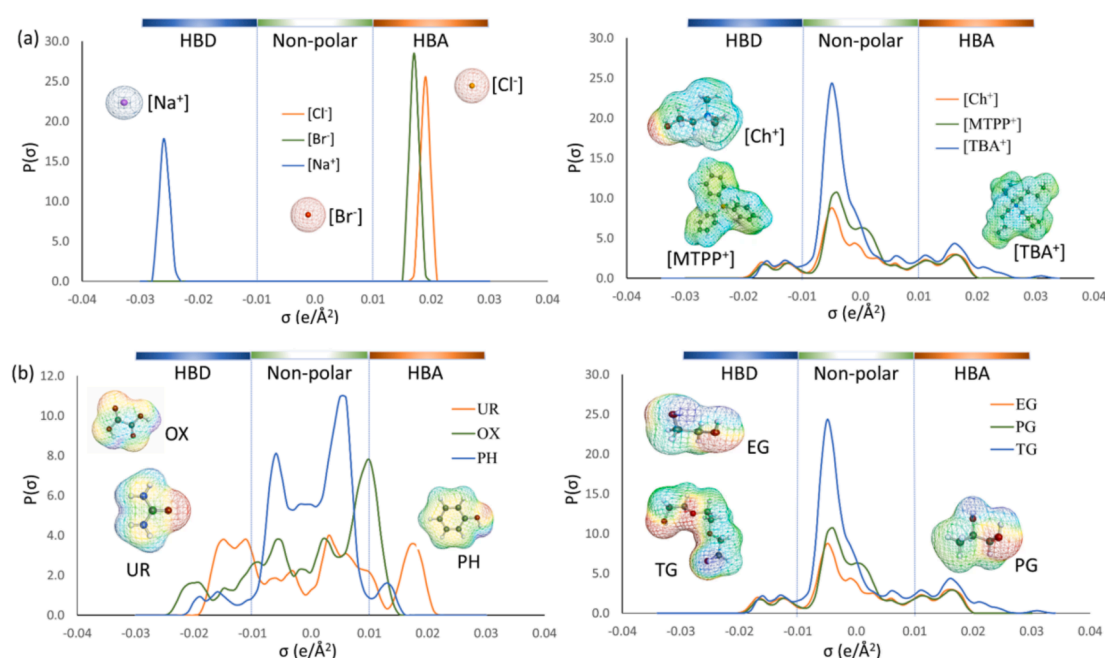 (a)
HBD Non-polar HBA
30.0
25.0
20.0
15.0
10.0
5.0
0.0
P(σ)
[Na⁺]
[Br⁻]
[Cl⁻]
[Cl⁻]
[Br⁻]
[Na⁺]
-0.04 -0.03 -0.02 -0.01 0.0 0.01 0.02 0.03 0.04
σ (e/Å²)
HBD Non-polar HBA
30.0
25.0
20.0
15.0
10.0
5.0
0.0
P(σ)
[Ch⁺]
[MTPP⁺]
[TBA⁺]
[Ch⁺]
[MTPP⁺]
[TBA⁺]
-0.04 -0.03 -0.02 -0.01 0.0 0.01 0.02 0.03 0.04
σ (e/Å²)
(b)
HBD Non-polar HBA
12.0
10.0
8.0
6.0
4.0
2.0
0.0
P(σ)
OX
UR
PH
UR
OX
PH
-0.04 -0.03 -0.02 -0.01 0.0 0.01 0.02 0.03 0.04
σ (e/Å²)
HBD Non-polar HBA
30.0
25.0
20.0
15.0
10.0
5.0
0.0
P(σ)
EG
TG
PG
EG
PG
TG
-0.04 -0.03 -0.02 -0.01 0.0 0.01 0.02 0.03 0.04
σ (e/Å²)